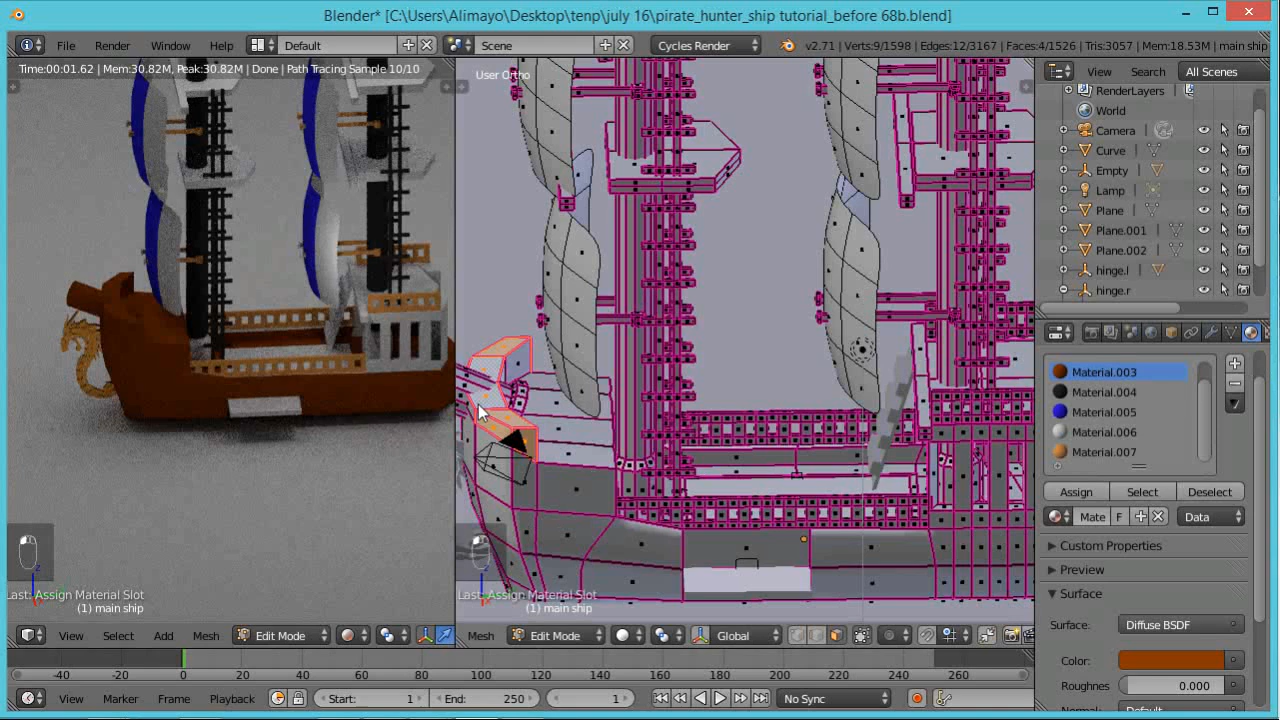 Blender* [C:\Users\Alimayo\Desktop\tenp\july 16\pirate_hunter_ship tutorial_before 68b.blend]
File Render Window Help Default Scene Cycles Render v2.71 | Verts:9/1598 | Edges:12/3167 | Faces:4/1526 | Tris:3057 | Mem:18.53M | main ship
Time:00:01.62 | Mem:30.82M, Peak:30.82M | Done | Path Tracing Sample 10/10
User Ortho
View Search All Scenes
RenderLayers
World
Camera
Curve
Empty
Lamp
Plane
Plane.001
Plane.002
hinge.l
hinge.r
Material.003
Material.004
Material.005
Material.006
Material.007
Assign Select Deselect
Mate F Data
Custom Properties
Preview
Surface
Surface: Diffuse BSDF
Color:
Roughness 0.000
Normal: Default
Last: Assign Material Slot
(1) main ship
Last: Assign Material Slot
(1) main ship
View Select Add Mesh Edit Mode
Mesh Edit Mode Global
-40 -20 0 20 40 60 80 100 120 140 160 180 200 220 240 260
View Marker Frame Playback Start: 1 End: 250 1 No Sync